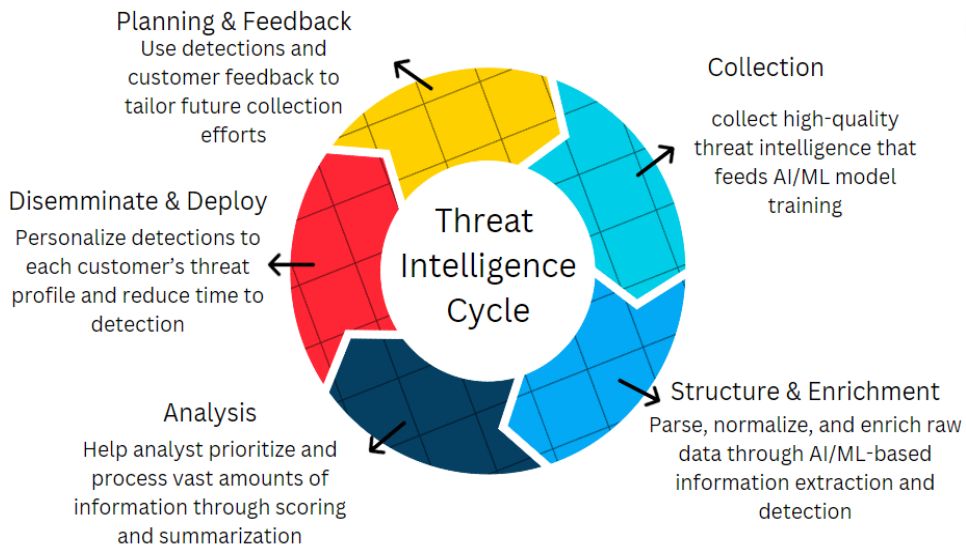 Planning & Feedback
Use detections and
customer feedback to
tailor future collection
efforts
Collection
collect high-quality
threat intelligence that
feeds AI/ML model
training
Disemminate & Deploy
Personalize detections to
each customer’s threat
profile and reduce time to
detection
Threat
Intelligence
Cycle
Structure & Enrichment
Parse, normalize, and enrich raw
data through AI/ML-based
information extraction and
detection
Analysis
Help analyst prioritize and
process vast amounts of
information through scoring
and summarization